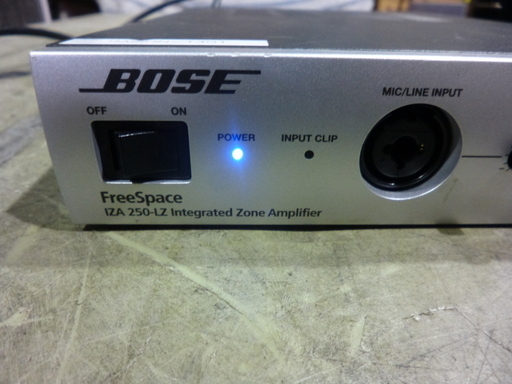 BOSE
MIC/LINE INPUT
OFF ON
POWER INPUT CLIP
FreeSpace
IZA 250-LZ Integrated Zone Amplifier